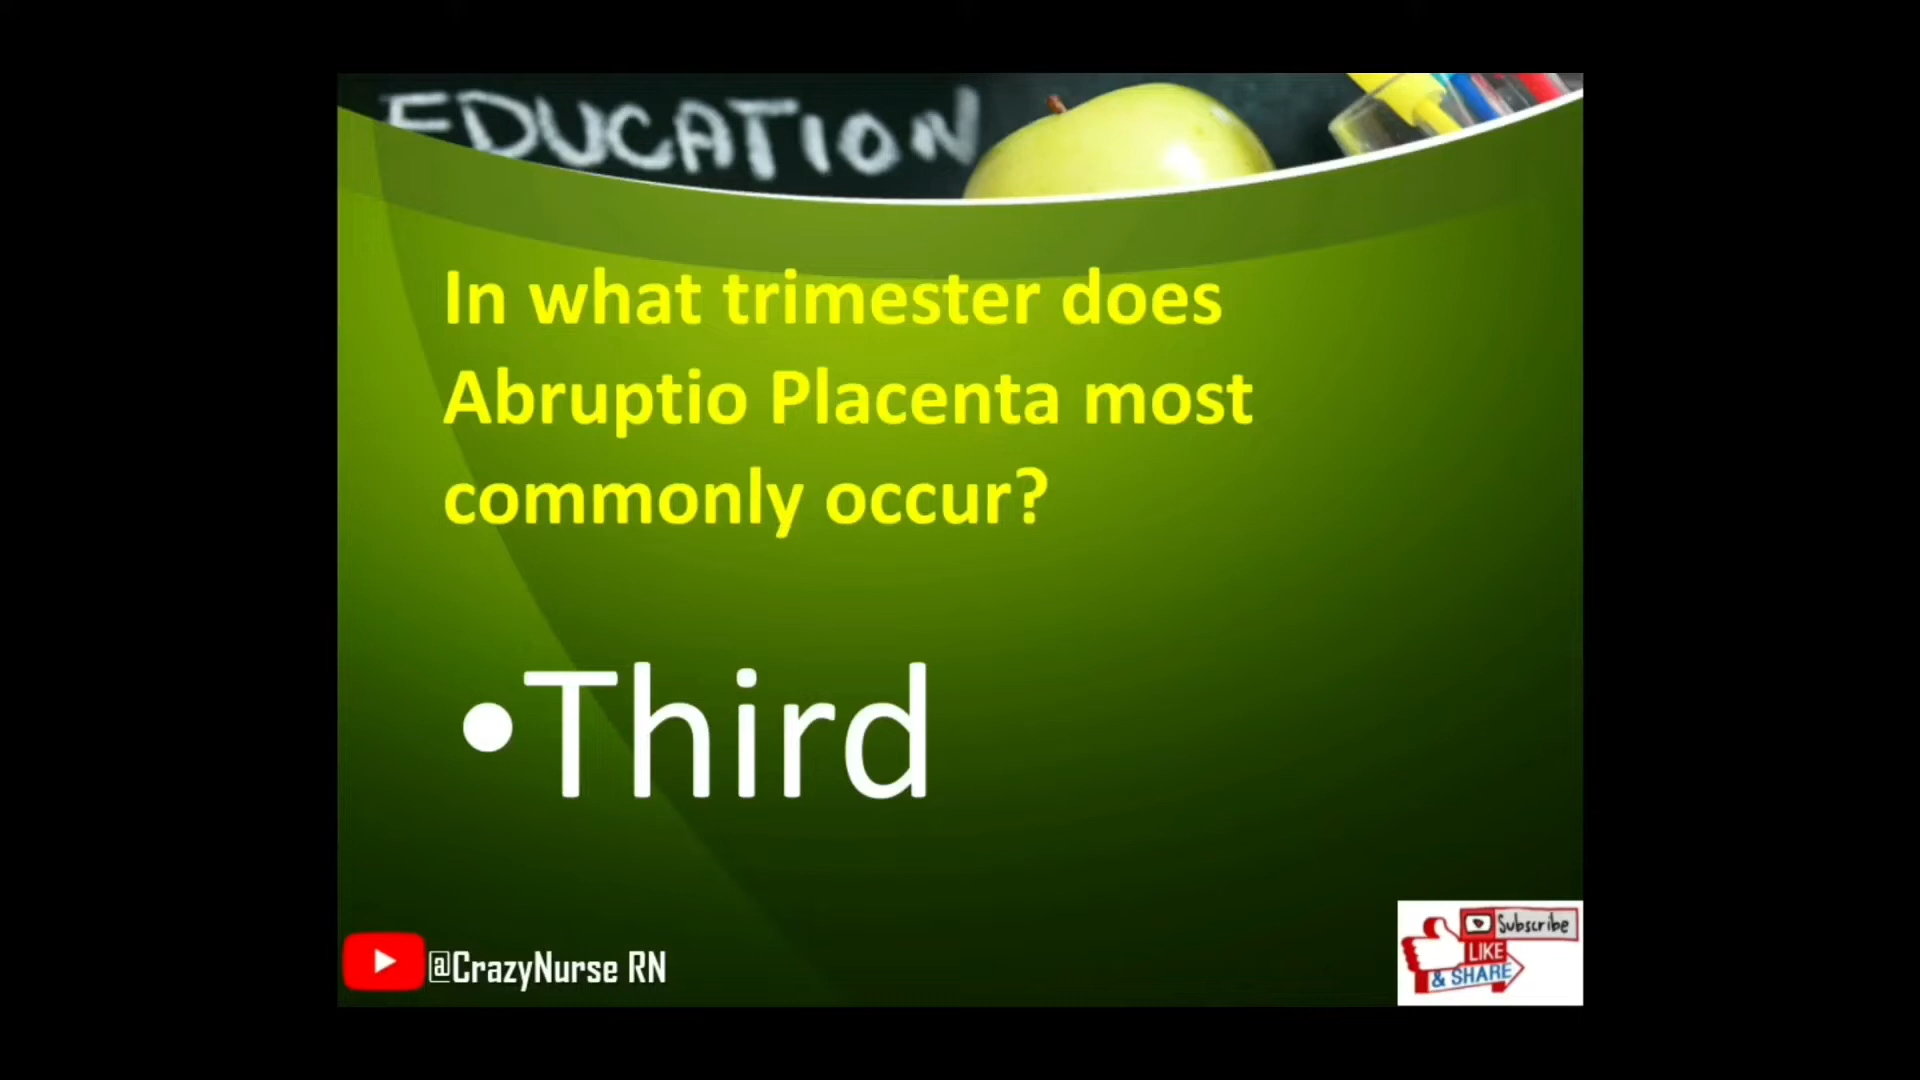 EDUCATION
In what trimester does
Abruptio Placenta most
commonly occur?
•Third
@CrazyNurse RN
Subscribe
LIKE
& SHARE